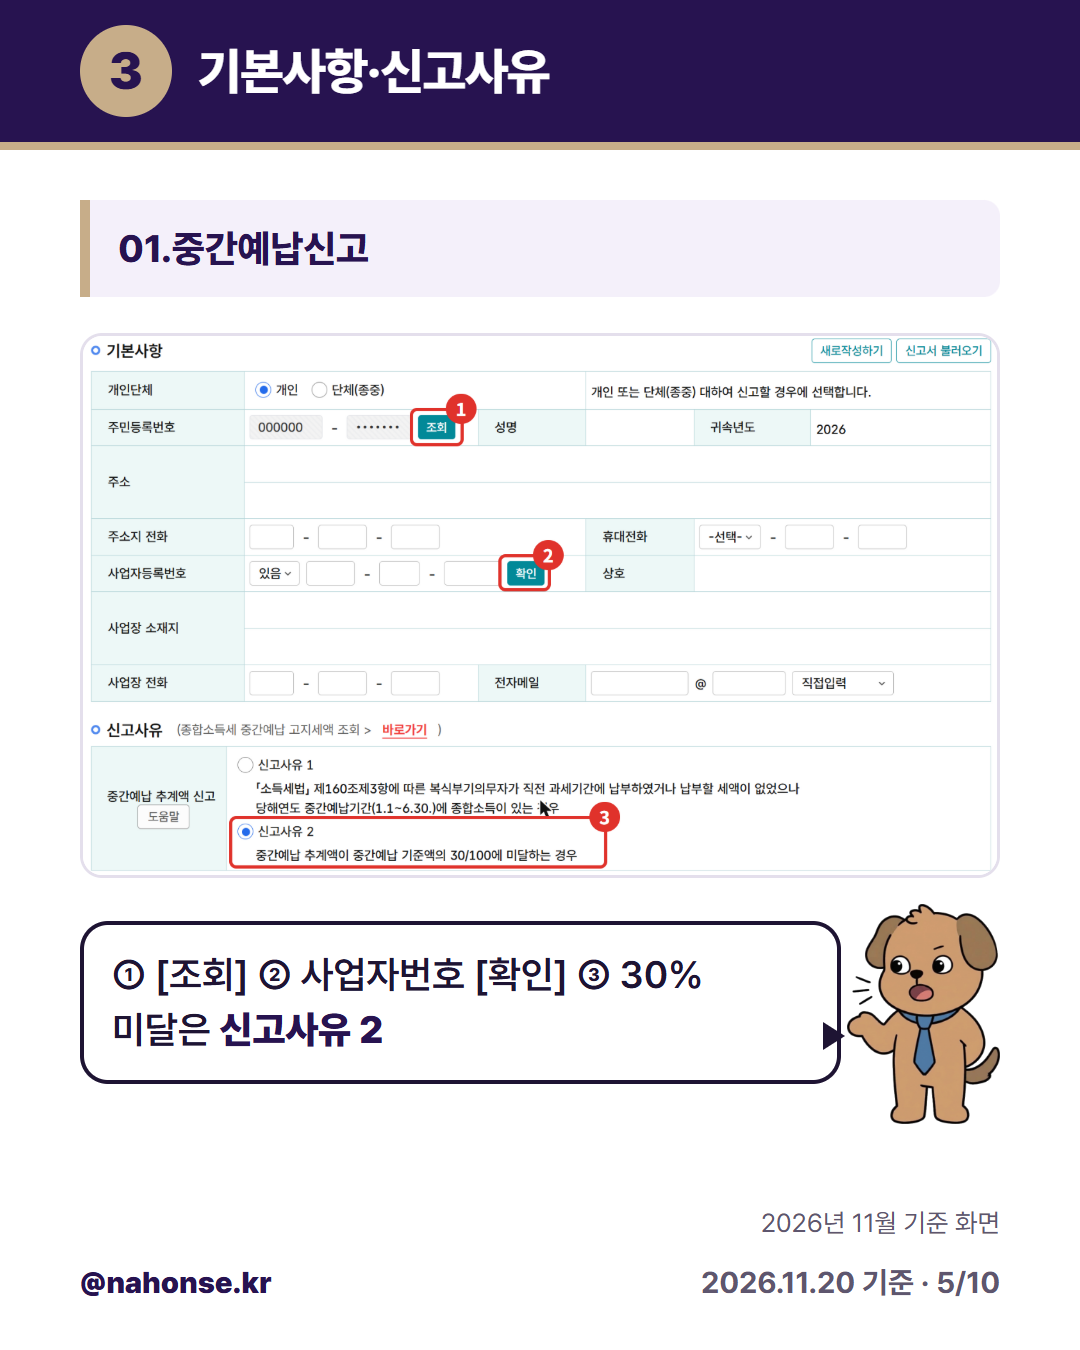 3 기본사항·신고사유
01.중간예납신고
기본사항 새로작성하기 신고서 불러오기
개인단체 개인 단체(종중) 개인 또는 단체(종중) 대하여 신고할 경우에 선택합니다.
주민등록번호 000000 - ••••••• 조회 1 성명 귀속년도 2026
주소
주소지 전화 - - 휴대전화 -선택- - -
사업자등록번호 있음 - - 확인 2 상호
사업장 소재지
사업장 전화 - - 전자메일 @ 직접입력
신고사유 (종합소득세 중간예납 고지세액 조회 > 바로가기 )
중간예납 추계액 신고
도움말
신고사유 1
「소득세법」 제160조제3항에 따른 복식부기의무자가 직전 과세기간에 납부하였거나 납부할 세액이 없었으나
당해연도 중간예납기간(1.1~6.30.)에 종합소득이 있는 경우
신고사유 2 3
중간예납 추계액이 중간예납 기준액의 30/100에 미달하는 경우
① [조회] ② 사업자번호 [확인] ③ 30%
미달은 신고사유 2
2026년 11월 기준 화면
@nahonse.kr 2026.11.20 기준 · 5/10